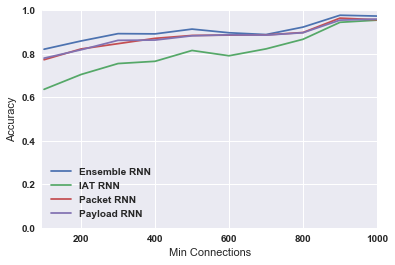 1.0
0.8
0.6
0.4
0.2
0.0
Accuracy
Ensemble RNN
IAT RNN
Packet RNN
Payload RNN
200 400 600 800 1000
Min Connections